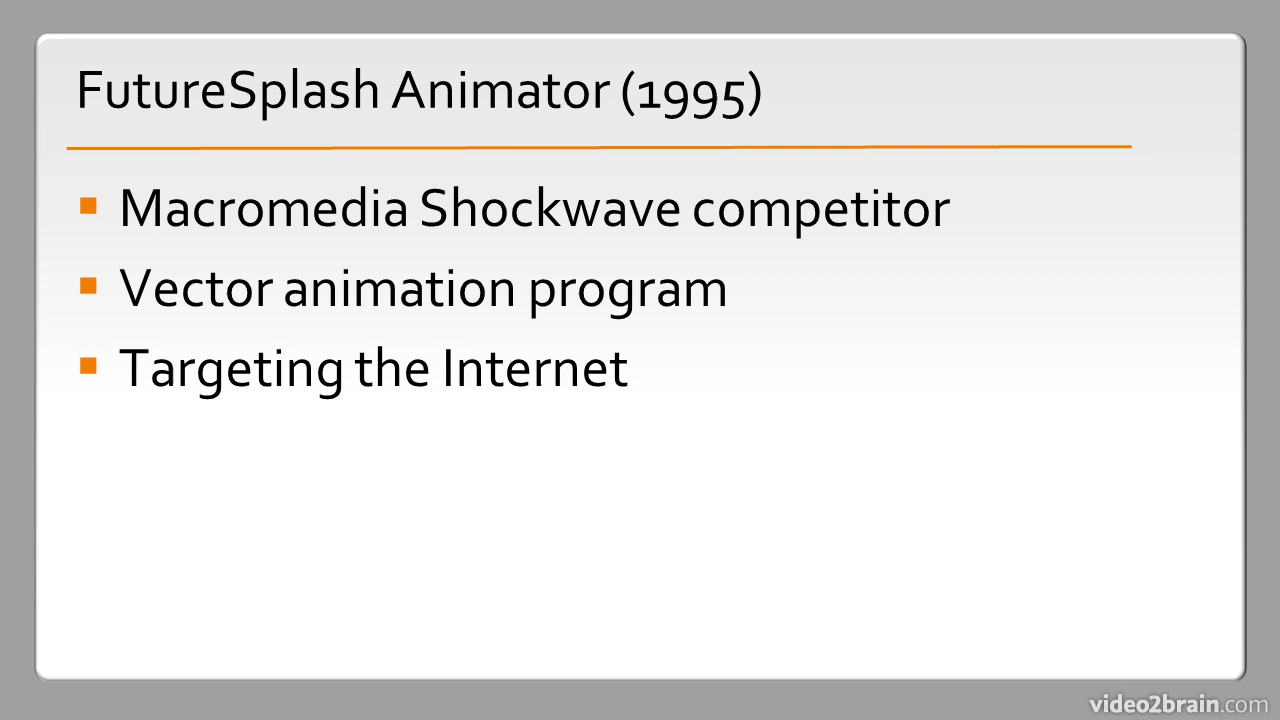 FutureSplash Animator (1995)
Macromedia Shockwave competitor
Vector animation program
Targeting the Internet
video2brain.com